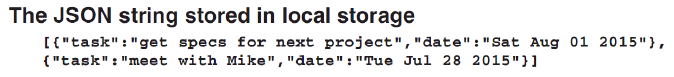 The JSON string stored in local storage
[{"task":"get specs for next project","date":"Sat Aug 01 2015"},
{"task":"meet with Mike","date":"Tue Jul 28 2015"}]